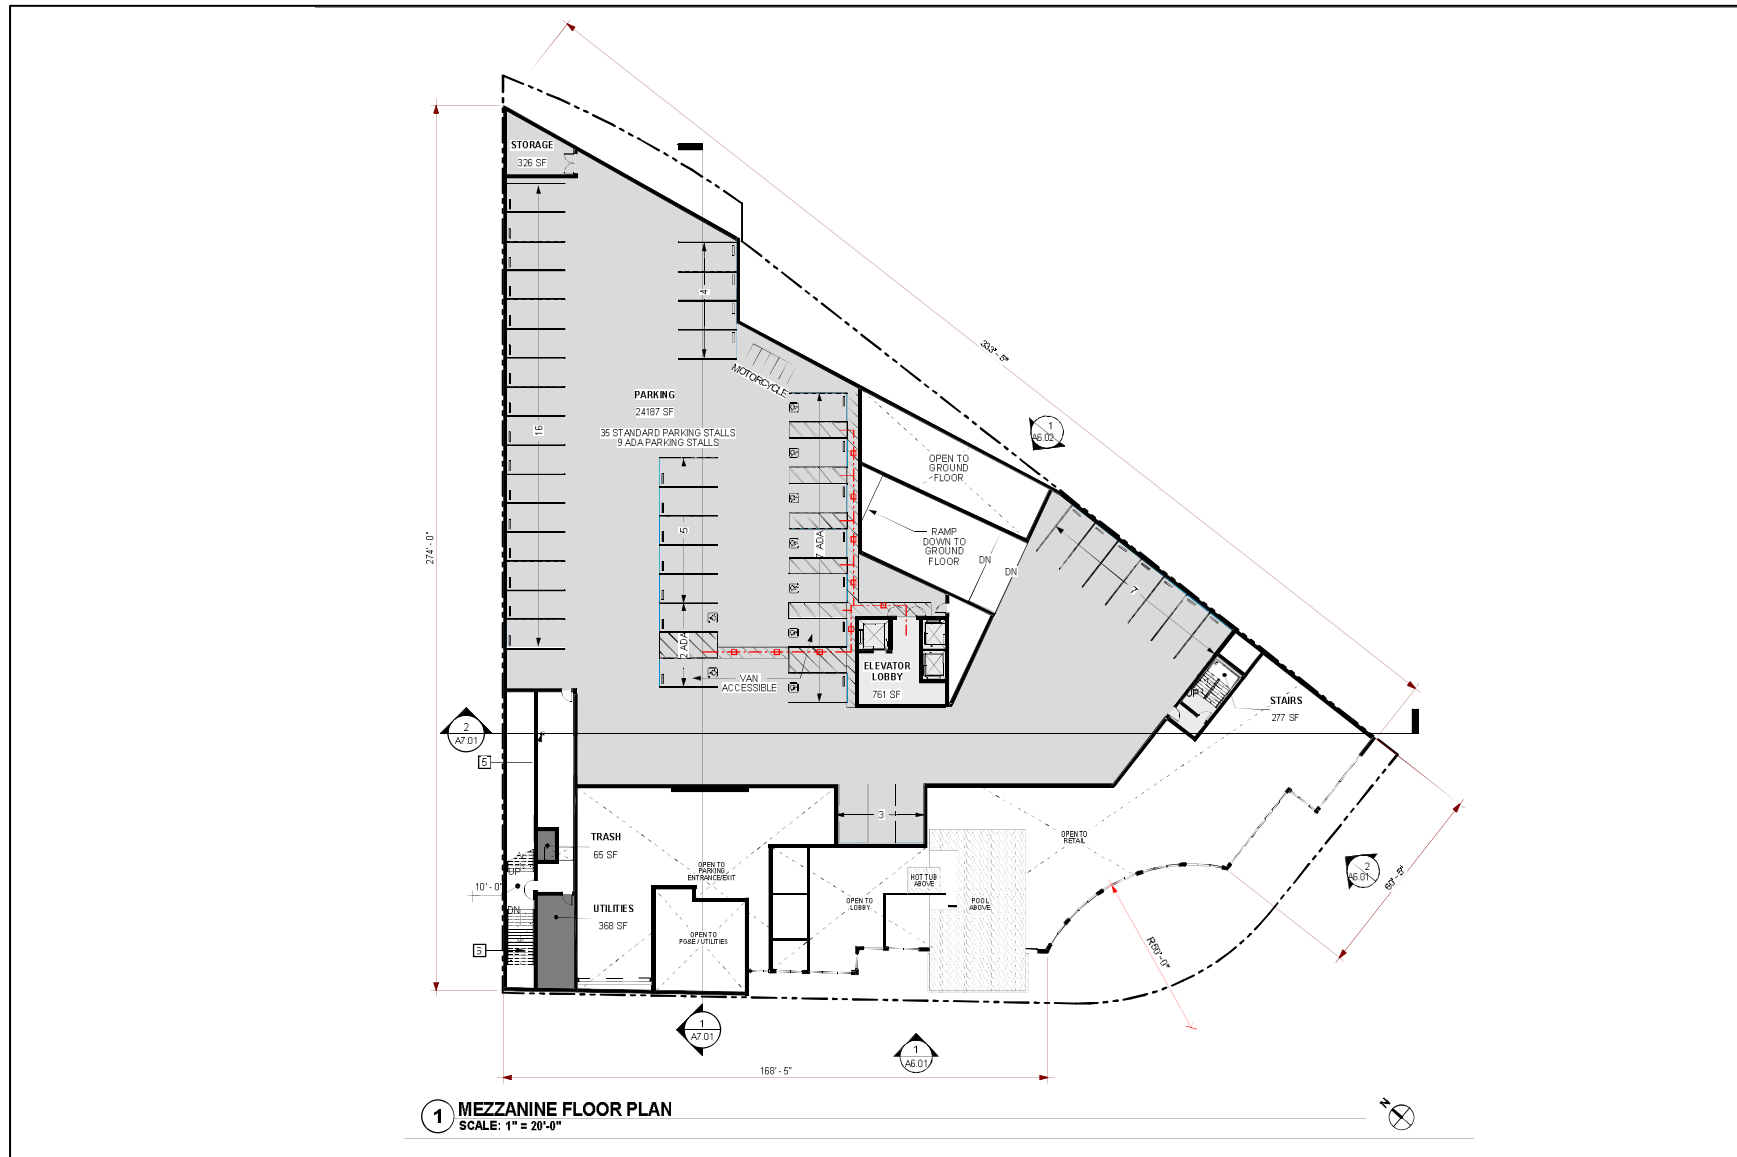 STORAGE
326 SF
333' - 5"
4
MOTORCYCLE
PARKING
24187 SF
35 STANDARD PARKING STALLS
9 ADA PARKING STALLS
16
1
A6.02
OPEN TO
GROUND
FLOOR
274' - 0"
5
7 ADA
RAMP
DOWN TO
GROUND
FLOOR
DN
DN
7
2 ADA
VAN
ACCESSIBLE
ELEVATOR
LOBBY
761 SF
UP
STAIRS
277 SF
2
A7.01
5
3
TRASH
65 SF
OPEN TO
RETAIL
OPEN TO
PARKING
ENTRANCE/EXIT
HOT TUB
ABOVE
2
A6.01
60' - 5"
UP
10' - 0"
DN
UTILITIES
368 SF
OPEN TO
LOBBY
POOL
ABOVE
OPEN TO
PG&E / UTILITIES
R60' - 0"
1
A7.01
1
A6.01
168' - 5"
1
MEZZANINE FLOOR PLAN
SCALE: 1" = 20'-0"
N